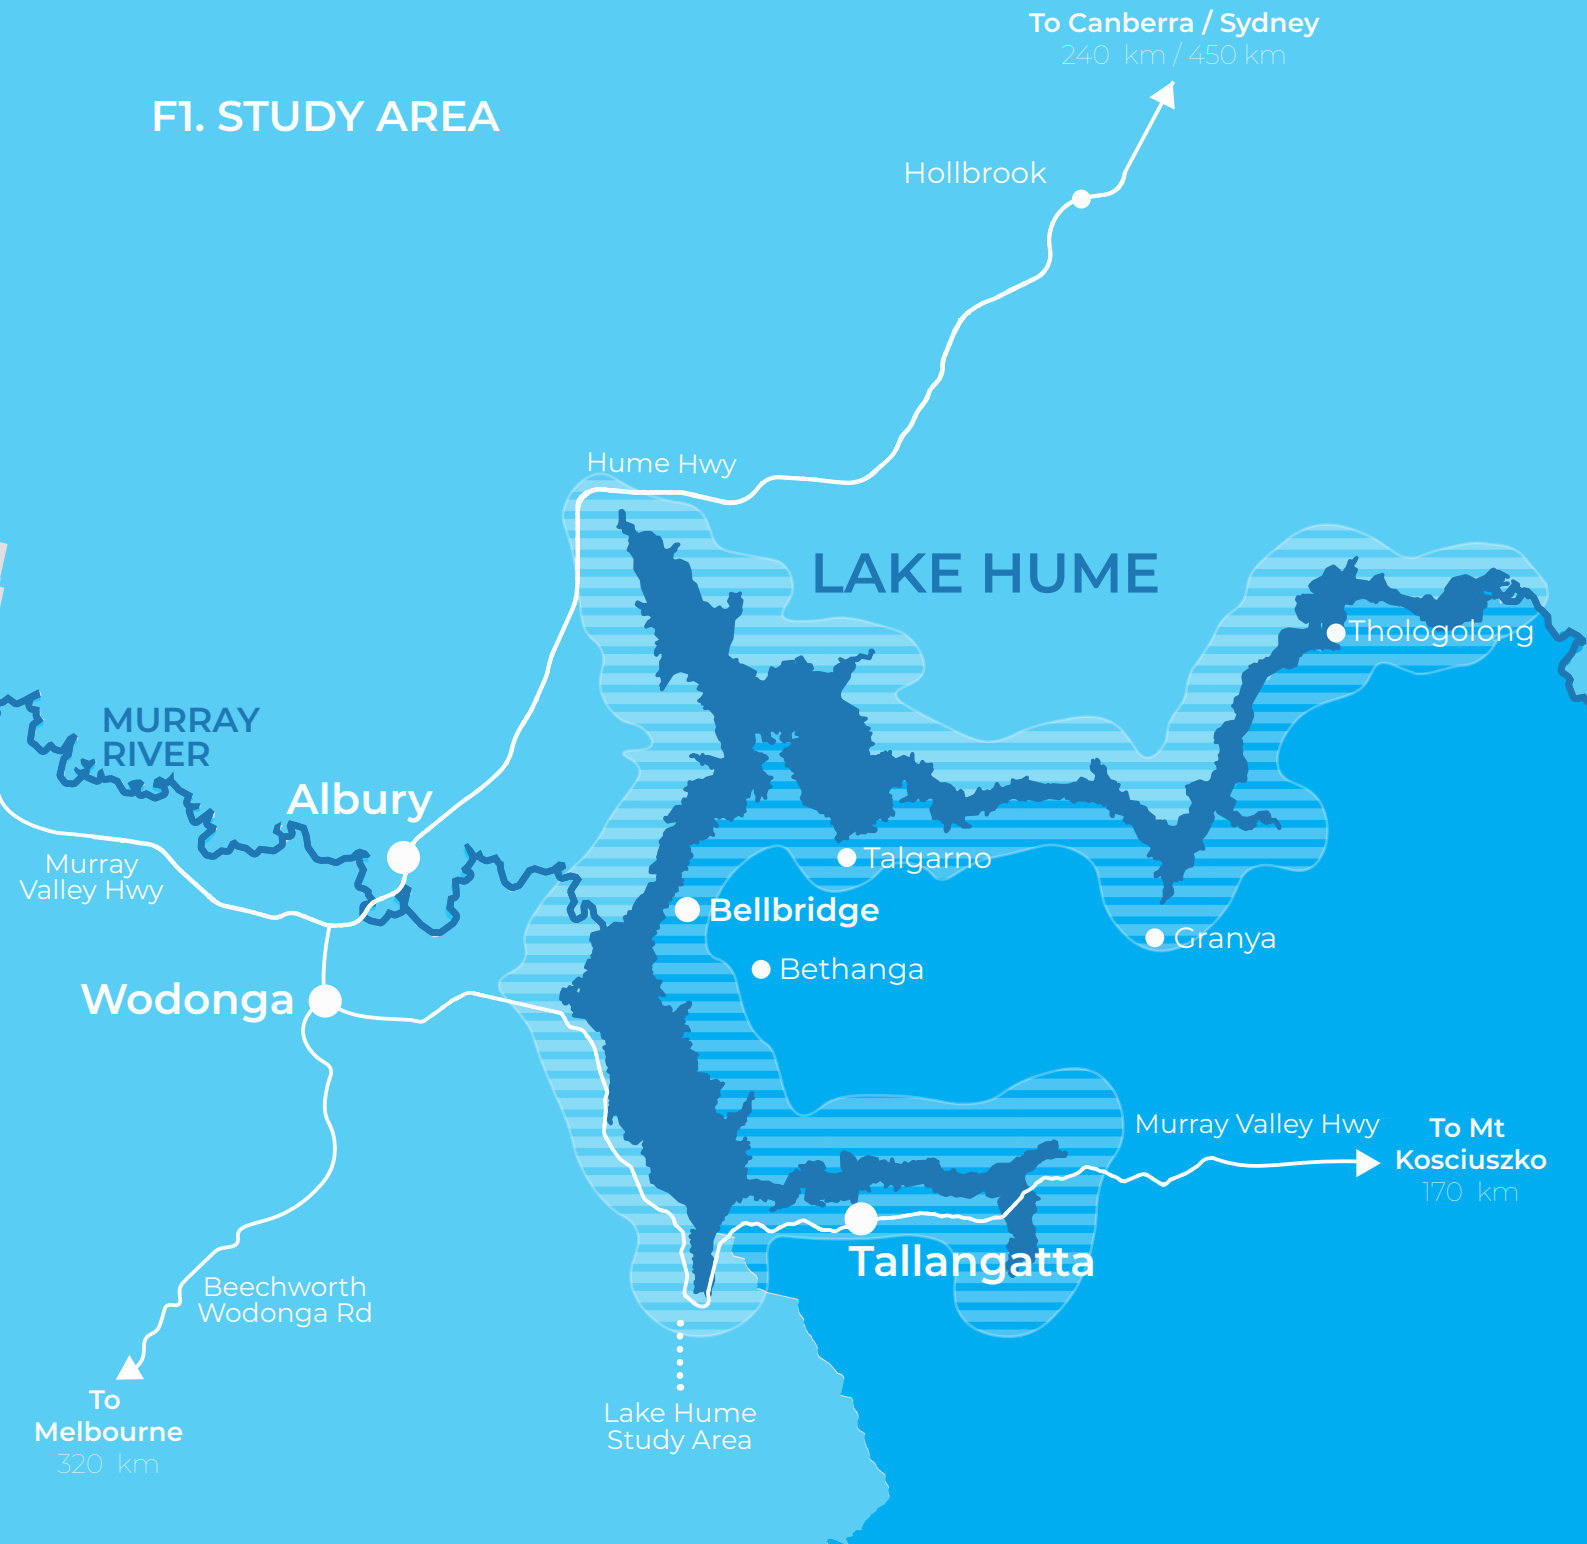 To Canberra / Sydney
240 km / 450 km
F1. STUDY AREA
Hollbrook
Hume Hwy
LAKE HUME
Thologolong
MURRAY
RIVER
Albury
Murray
Valley Hwy
Talgarno
Bellbridge
Granya
Bethanga
Wodonga
Murray Valley Hwy
To Mt
Kosciuszko
170 km
Tallangatta
Beechworth
Wodonga Rd
To
Melbourne
320 km
Lake Hume
Study Area